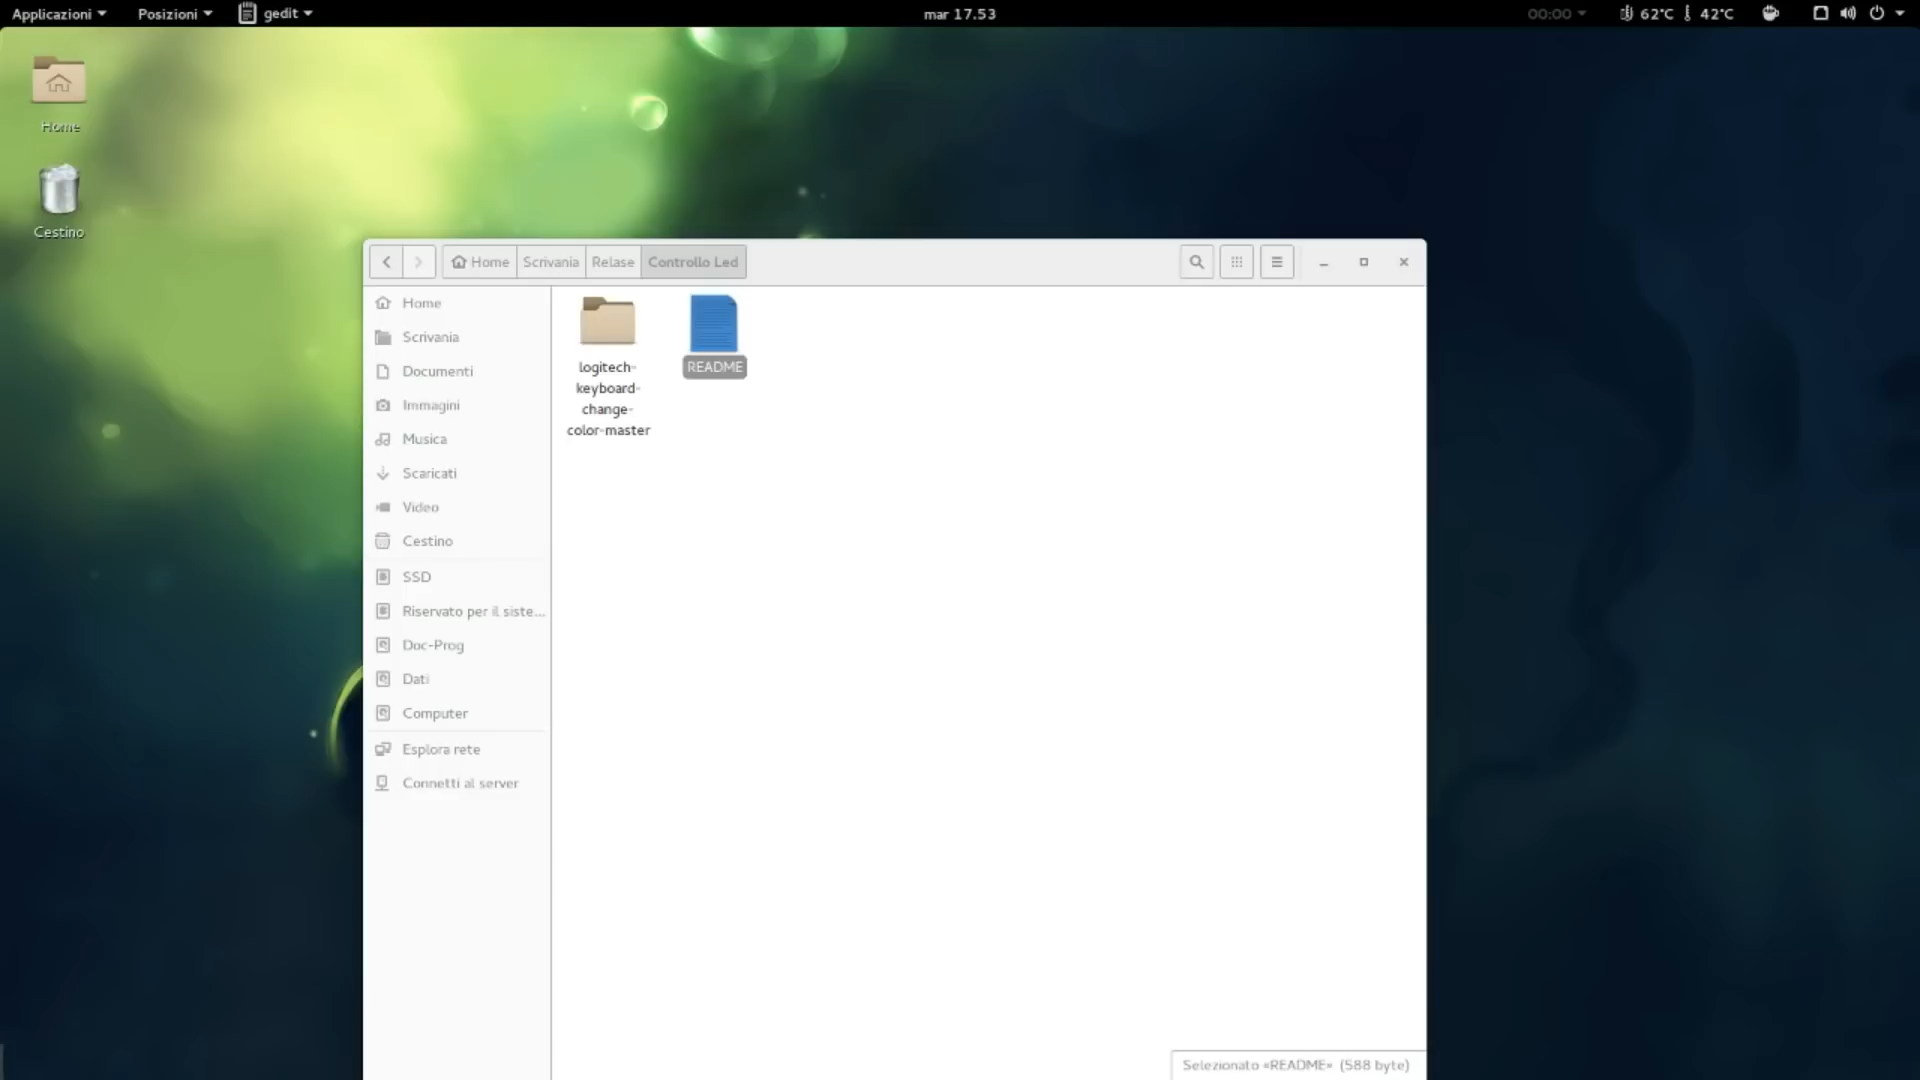 Applicazioni Posizioni gedit mar 17.53 00:00 62°C 42°C
Home
Cestino
Home Scrivania Relase Controllo Led
Home
Scrivania
Documenti
Immagini
Musica
Scaricati
Video
Cestino
SSD
Riservato per il siste...
Doc-Prog
Dati
Computer
Esplora rete
Connetti al server
logitech-
keyboard-
change-
color-master
README
Selezionato «README» (588 byte)